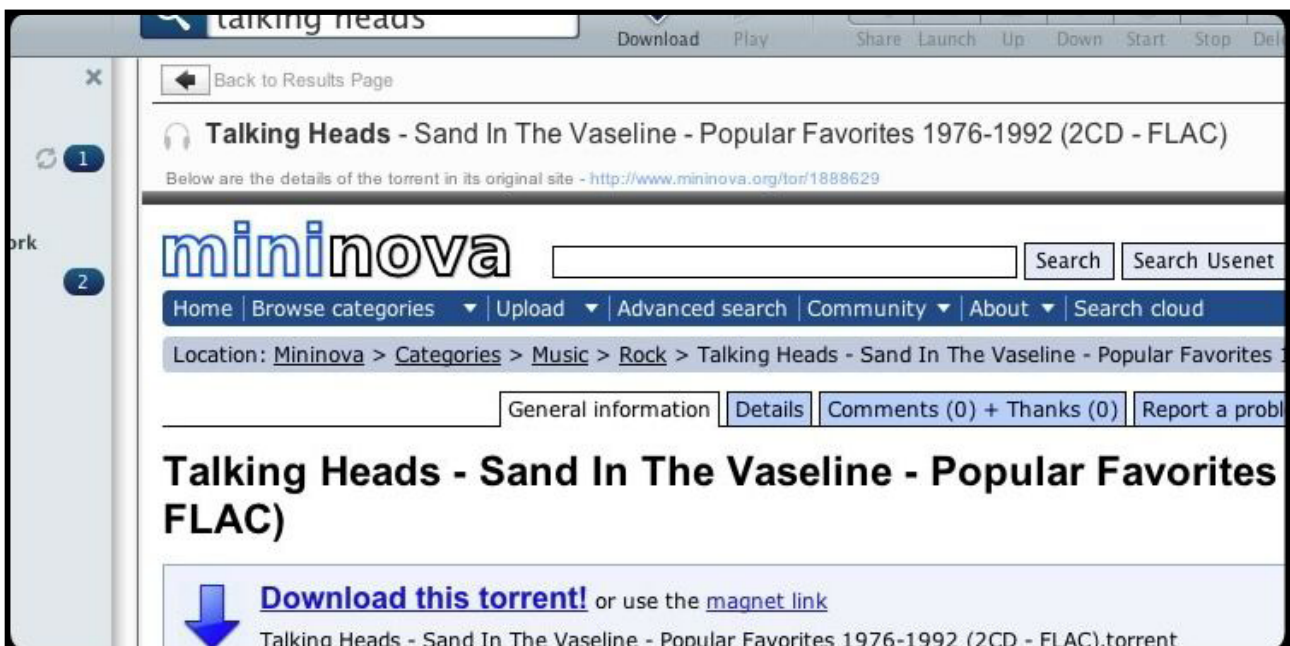 talking heads
Download Play Share Launch Up Down Start Stop
Back to Results Page
Talking Heads - Sand In The Vaseline - Popular Favorites 1976-1992 (2CD - FLAC)
1
Below are the details of the torrent in its original site - http://www.mininova.org/tor/1888629
mininova
Search Search Usenet
ork
2
Home Browse categories Upload Advanced search Community About Search cloud
Location: Mininova > Categories > Music > Rock > Talking Heads - Sand In The Vaseline - Popular Favorites
General information Details Comments (0) + Thanks (0) Report a probl
Talking Heads - Sand In The Vaseline - Popular Favorites
FLAC)
Download this torrent! or use the magnet link
Talking Heads - Sand In The Vaseline - Popular Favorites 1976-1992 (2CD - FLAC).torrent